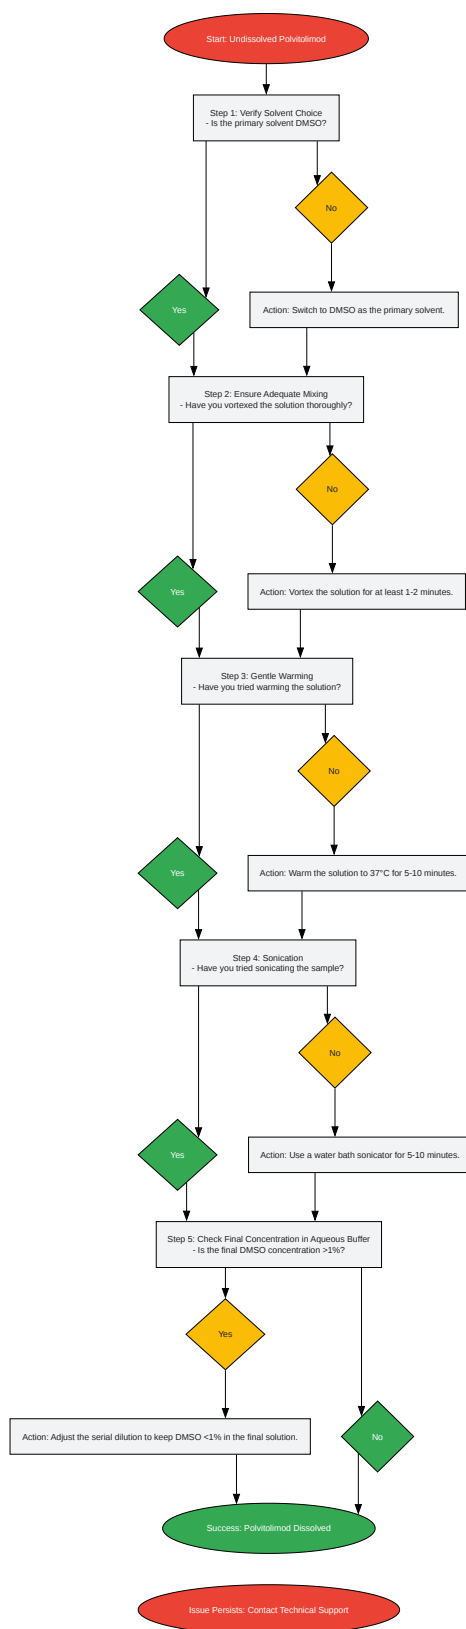 Start: Undissolved Polvitolimod
Step 1: Verify Solvent Choice
- Is the primary solvent DMSO?
No
Yes
Action: Switch to DMSO as the primary solvent.
Step 2: Ensure Adequate Mixing
- Have you vortexed the solution thoroughly?
No
Yes
Action: Vortex the solution for at least 1-2 minutes.
Step 3: Gentle Warming
- Have you tried warming the solution?
No
Yes
Action: Warm the solution to 37°C for 5-10 minutes.
Step 4: Sonication
- Have you tried sonicating the sample?
No
Yes
Action: Use a water bath sonicator for 5-10 minutes.
Step 5: Check Final Concentration in Aqueous Buffer
- Is the final DMSO concentration >1%?
Yes
Action: Adjust the serial dilution to keep DMSO <1% in the final solution.
No
Success: Polvitolimod Dissolved
Issue Persists: Contact Technical Support